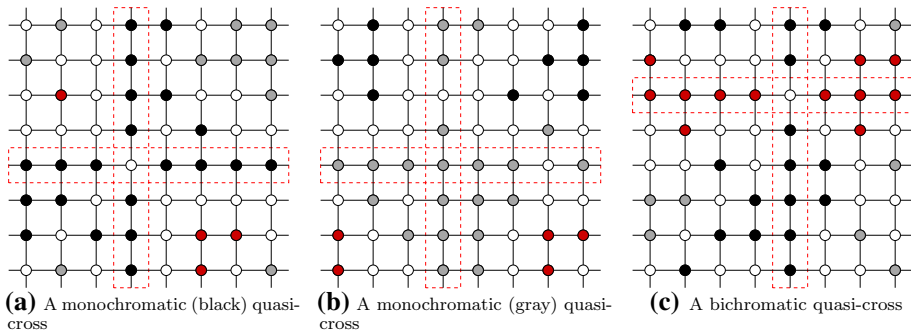 (a) A monochromatic (black) quasi-
cross
(b) A monochromatic (gray) quasi-
cross
(c) A bichromatic quasi-cross